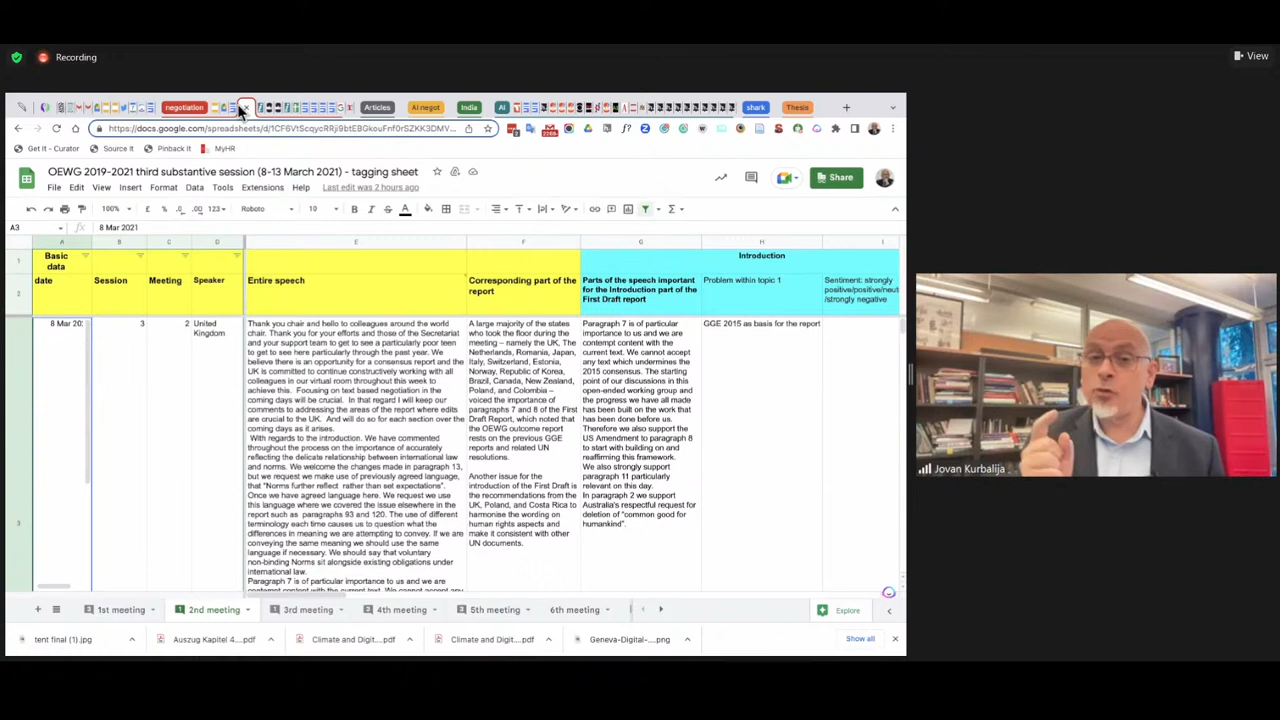 Recording
View
negotiation
Articles
AI negot
India
AI
shark
Thesis
https://docs.google.com/spreadsheets/d/1CF6VtScqycRRji9btEBGkouFnf0rSZKK3DMV...
Get It - Curator
Source It
Pinback It
MyHR
OEWG 2019-2021 third substantive session (8-13 March 2021) - tagging sheet
File Edit View Insert Format Data Tools Extensions Help Last edit was 2 hours ago
Share
100% £ % .0 .00 123 Roboto 10 B I S A
A3 fx 8 Mar 2021
A B C D E F G H I
Basic
data
Introduction
date
Session
Meeting
Speaker
Entire speech
Corresponding part of the
report
Parts of the speech important
for the Introduction part of the
First Draft report
Problem within topic 1
Sentiment: strongly
positive/positive/neut
/strongly negative
1
2
3
8 Mar 202
3
2
United
Kingdom
Thank you chair and hello to colleagues around the world
chair. Thank you for your efforts and those of the Secretariat
and your support team to get to see a particularly poor teen
to get to see here particularly through the past year. We
believe there is an opportunity for a consensus report and the
UK is committed to continue constructively working with all
colleagues in our virtual room throughout this week to
achieve this. Focusing on text based negotiation in the
coming days will be crucial. In that regard I will keep our
comments to addressing the areas of the report where edits
are crucial to the UK. And will do so for each section over the
coming days as it arises.
With regards to the introduction. We have commented
throughout the process on the importance of accurately
reflecting the delicate relationship between international law
and norms. We welcome the changes made in paragraph 13,
but we request we make use of previously agreed language,
that "Norms further reflect rather than set expectations".
Once we have agreed language here. We request we use
this language where we covered the issue elsewhere in the
report such as paragraphs 93 and 120. The use of different
terminology each time causes us to question what the
differences in meaning we are attempting to convey. If we are
conveying the same meaning we should use the same
language if necessary. We should say that voluntary
non-binding Norms sit alongside existing obligations under
international law.
Paragraph 7 is of particular importance to us and we are
contempt content with the current text. We cannot accept any
A large majority of the states
who took the floor during the
meeting – namely the UK, The
Netherlands, Romania, Japan,
Italy, Switzerland, Estonia,
Norway, Republic of Korea,
Brazil, Canada, New Zealand,
Poland, and Colombia –
voiced the importance of
paragraphs 7 and 8 of the First
Draft Report, which noted that
the OEWG outcome report
rests on the previous GGE
reports and related UN
resolutions.
Another issue for the
introduction of the First Draft is
the recommendations from the
UK, Poland, and Costa Rica to
harmonise the wording on
human rights aspects and
make it consistent with other
UN documents.
Paragraph 7 is of particular
importance to us and we are
contempt content with the
current text. We cannot accept
any text which undermines the
2015 consensus. The starting
point of our discussions in this
open-ended working group and
the progress we have all made
has been built on the work that
has been done before us.
Therefore we also support the
US Amendment to paragraph 8
to start with building on and
reaffirming this framework.
We also strongly support
paragraph 11 particularly
relevant on this day.
In paragraph 2 we support
Australia's respectful request for
deletion of "common good for
humankind".
GGE 2015 as basis for the report
Jovan Kurbalija
1 1st meeting
1 2nd meeting
1 3rd meeting
1 4th meeting
1 5th meeting
6th meeting
Explore
tent final (1).jpg
Auszug Kapitel 4....pdf
Climate and Digit....pdf
Climate and Digit....pdf
Geneva-Digital-....png
Show all